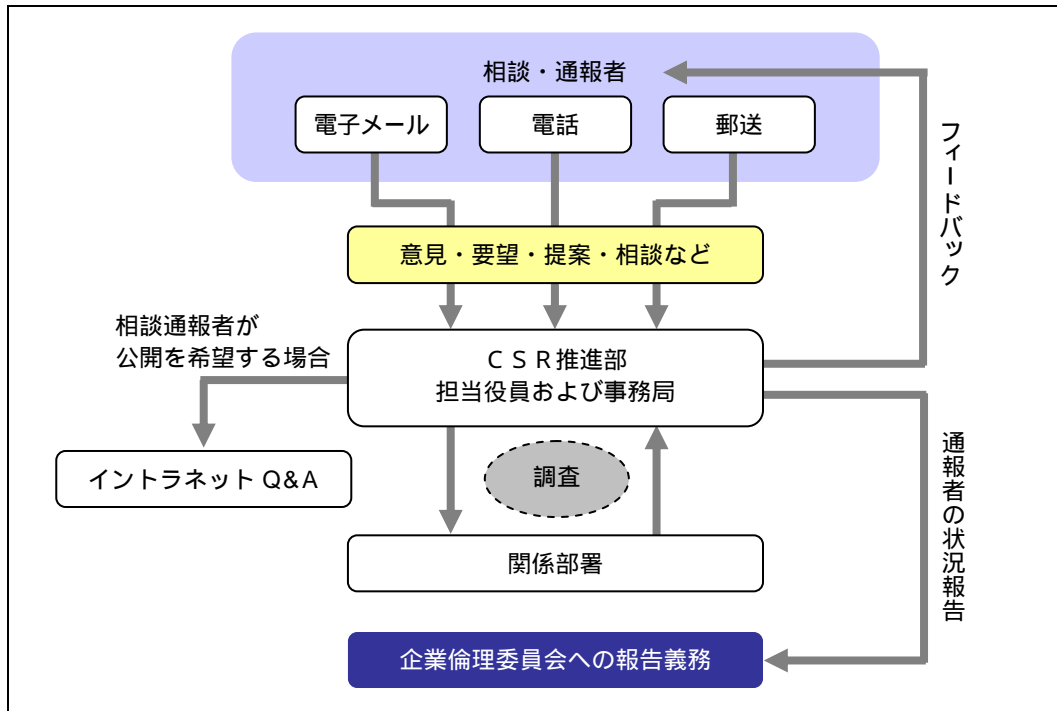 相談・通報者
電子メール
電話
郵送
フィードバック
意見・要望・提案・相談など
相談通報者が
公開を希望する場合
ＣＳＲ推進部
担当役員および事務局
イントラネット Q&A
調査
通報者の状況報告
関係部署
企業倫理委員会への報告義務